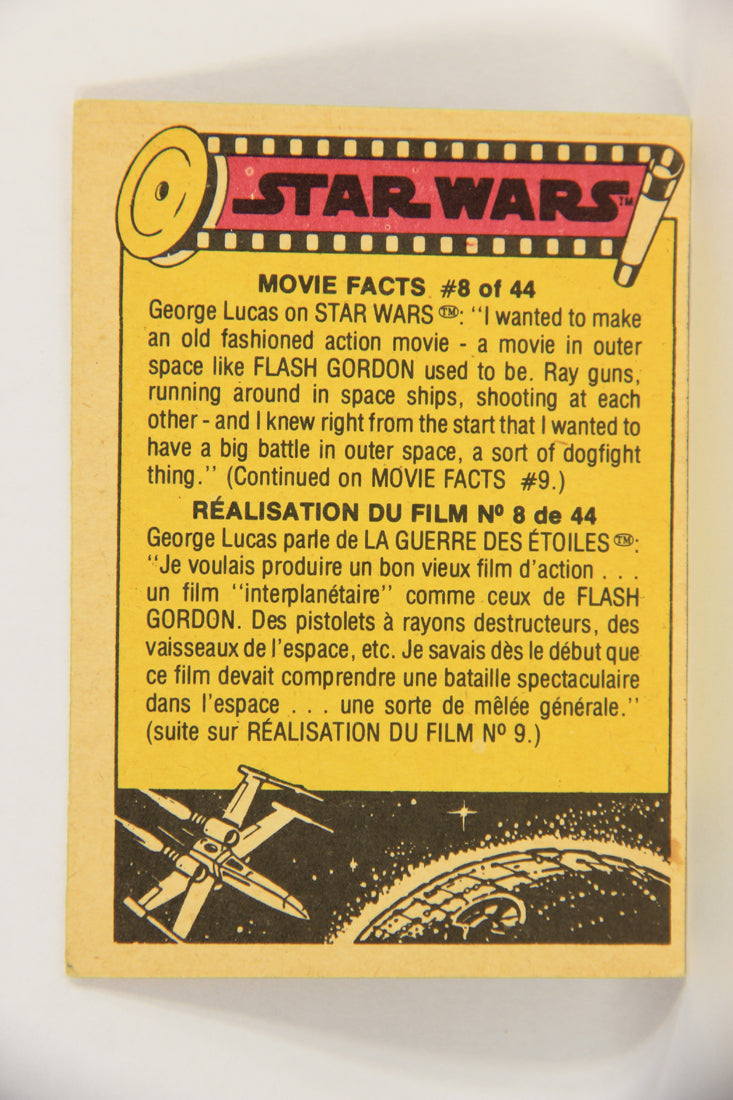 STAR WARS™
MOVIE FACTS #8 of 44
George Lucas on STAR WARS ™: “I wanted to make
an old fashioned action movie - a movie in outer
space like FLASH GORDON used to be. Ray guns,
running around in space ships, shooting at each
other - and I knew right from the start that I wanted to
have a big battle in outer space, a sort of dogfight
thing.” (Continued on MOVIE FACTS #9.)
RÉALISATION DU FILM Nº 8 de 44
George Lucas parle de LA GUERRE DES ÉTOILES ™:
“Je voulais produire un bon vieux film d’action . . .
un film “interplanétaire” comme ceux de FLASH
GORDON. Des pistolets à rayons destructeurs, des
vaisseaux de l’espace, etc. Je savais dès le début que
ce film devait comprendre une bataille spectaculaire
dans l’espace . . . une sorte de mêlée générale.”
(suite sur RÉALISATION DU FILM Nº 9.)